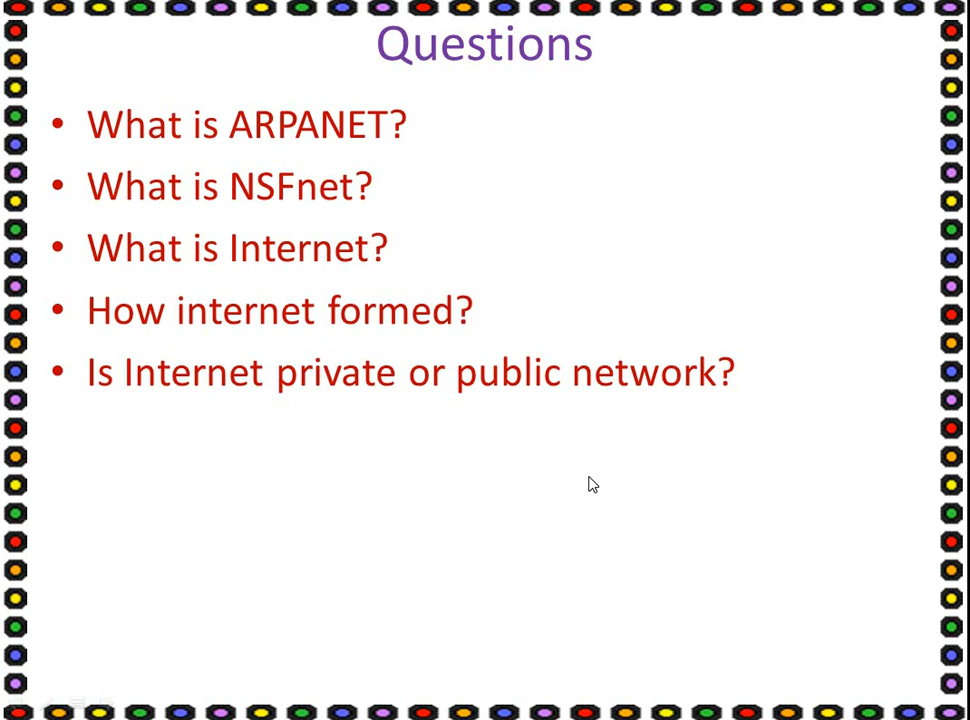 Questions
• What is ARPANET?
• What is NSFnet?
• What is Internet?
• How internet formed?
• Is Internet private or public network?